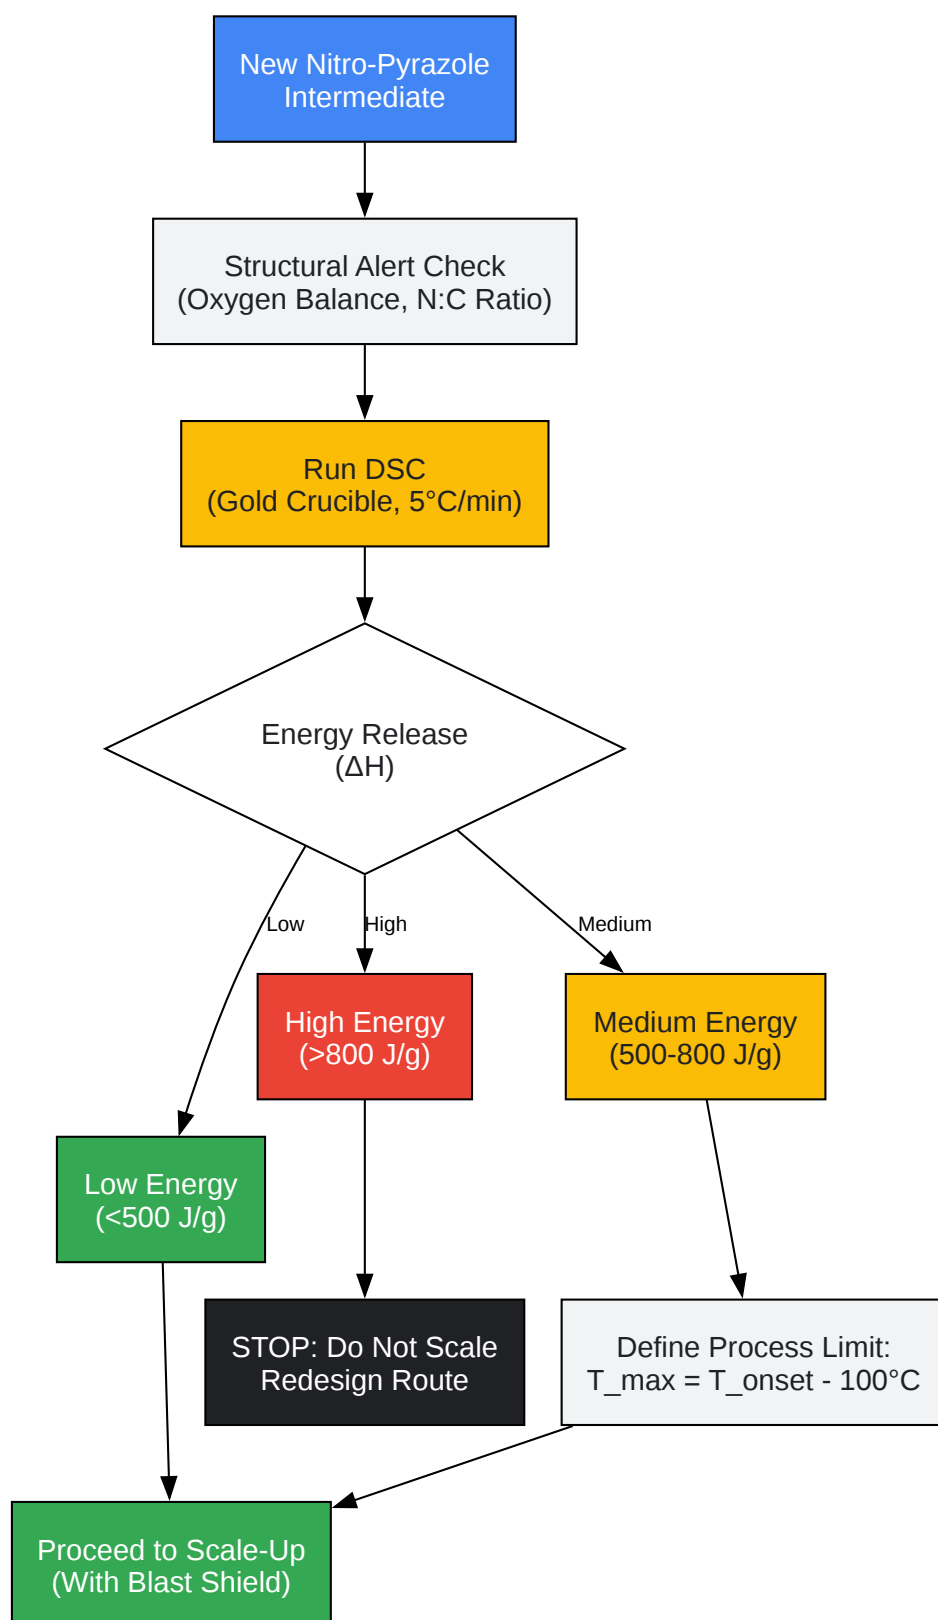 New Nitro-Pyrazole
Intermediate
Structural Alert Check
(Oxygen Balance, N:C Ratio)
Run DSC
(Gold Crucible, 5°C/min)
Energy Release
(ΔH)
Low
High
Medium
High Energy
(>800 J/g)
Medium Energy
(500-800 J/g)
Low Energy
(<500 J/g)
STOP: Do Not Scale
Redesign Route
Define Process Limit:
T_max = T_onset - 100°C
Proceed to Scale-Up
(With Blast Shield)